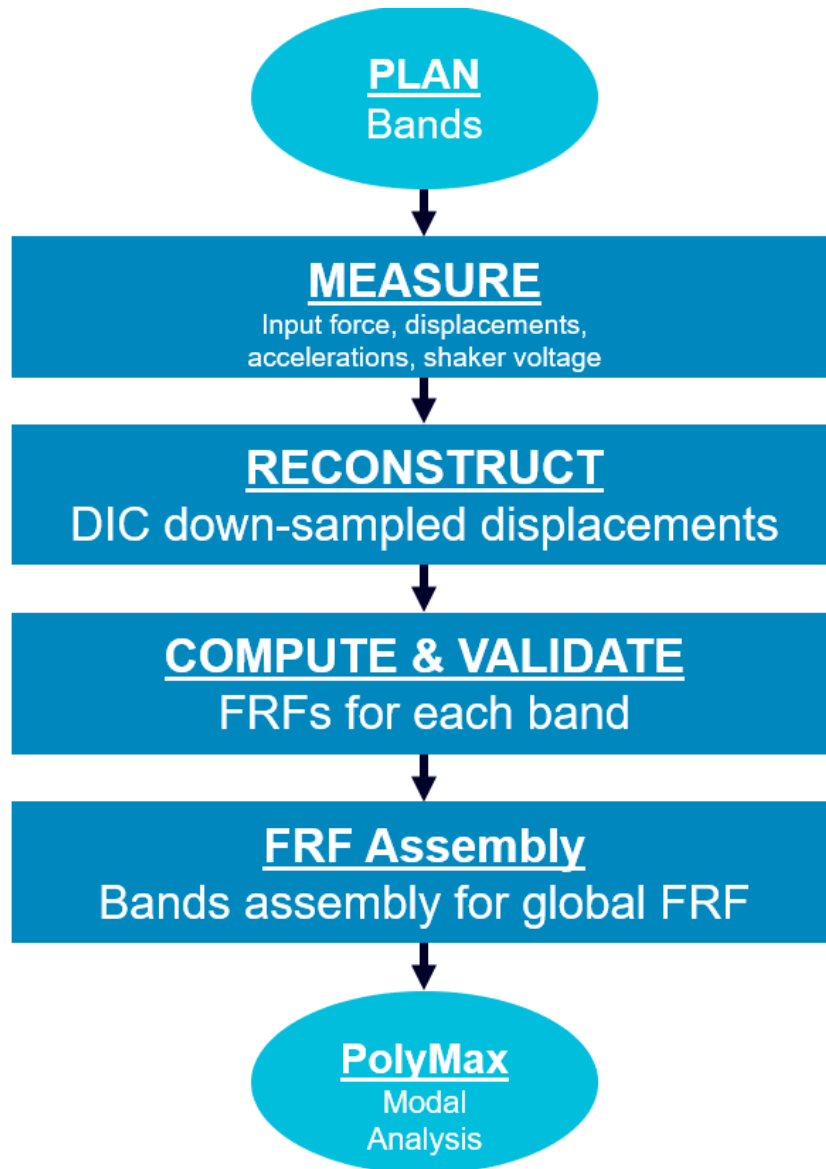 PLAN
Bands
MEASURE
Input force, displacements,
accelerations, shaker voltage
RECONSTRUCT
DIC down-sampled displacements
COMPUTE & VALIDATE
FRFs for each band
FRF Assembly
Bands assembly for global FRF
PolyMax
Modal
Analysis